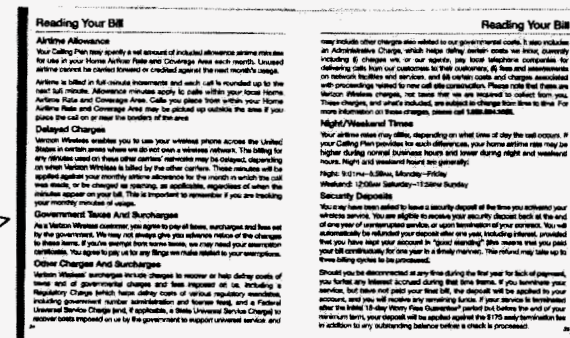 Reading Your Bill
Airtime Allowance
Your Calling Plan may specify a set amount of included allowance airtime minutes
for use in your Home Airtime Rate and Coverage Area each month. Unused
airtime cannot be carried forward or credited against the next month's usage.
Airtime is billed in full-minute increments and each call is rounded up to the
next full minute. Allowance minutes apply to calls within your local Home
Airtime Rate and Coverage Area. Calls you place from within your Home
Airtime Rate and Coverage Area may be picked up outside the area if you
place the call on or near the borders of the area
Delayed Charges
Verizon Wireless enables you to use your wireless phone across the United
States in certain areas where we do not own a wireless network. The billing for
any minutes used on these other carriers' networks may be delayed, depending
on when Verizon Wireless is billed by the other carriers. These minutes will be
applied against your monthly airtime allowance for the month in which the call
was made, or be charged as roaming, as applicable, regardless of when the
minutes appear on your bill. This is important to remember if you are tracking
your monthly minutes of usage.
Government Taxes And Surcharges
As a Verizon Wireless customer, you agree to pay all taxes, surcharges and fees set
by the government. We may not always give you advance notice of the changes
to these items. If you're exempt from some taxes, we may need your exemption
certificates. You agree to pay us for any filings we make related to your exemptions.
Other Charges And Surcharges
Verizon Wireless' surcharges include charges to recover or help defray costs of
taxes and of governmental charges and fees imposed on us, including a
Regulatory Charge (which helps defray costs of various regulatory mandates,
including government number administration and license fees), and a Federal
Universal Service Charge (and, if applicable, a State Universal Service Charge) to
recover costs imposed on us by the government to support universal service and
Reading Your Bill
may include other charges also related to our governmental costs. It also includes
an Administrative Charge, which helps defray certain costs we incur, currently
including (i) charges we, or our agents, pay local telephone companies for
delivering calls from our customers to their customers, (ii) fees and assessments
on network facilities and services, and (iii) certain costs and charges associated
with proceedings related to new cell site construction. Please note that these are
Verizon Wireless charges, not taxes that we are required to collect from you.
These charges, and what's included, are subject to change from time to time. For
more information on these charges, please call
Night/Weekend Times
Your airtime rates may differ, depending on what time of day the call occurs. If
your Calling Plan provides for such differences, your home airtime may be
higher during normal business hours and lower during night and weekend
hours. Night and weekend hours are generally:
Night: 9:01PM–5:59AM, Monday–Friday
Weekend: 12:00AM Saturday–11:59PM Sunday
Security Deposits
You may have been asked to leave a security deposit at the time you activated your
wireless service. You are eligible to receive your security deposit back at the end
of one year of uninterrupted service, or upon termination of your contract. You will
automatically be refunded your deposit after one year, including interest, provided
that you have kept your account in "good standing" (this means that you paid
your bill continuously for one year in a timely manner). This refund may take up to
three billing cycles to be processed.
Should you be disconnected at any time during the first year for lack of payment,
you forfeit any interest accrued during that time frame. If you terminate your
service, but have not paid your final bill, the deposit will be applied to your
account, and you will receive any remaining funds. If your service is terminated
after the initial 15-day Worry Free Guarantee® period but before the end of your
minimum term, your deposit will be applied against the $175 early termination fee
in addition to any outstanding balance before a check is processed.